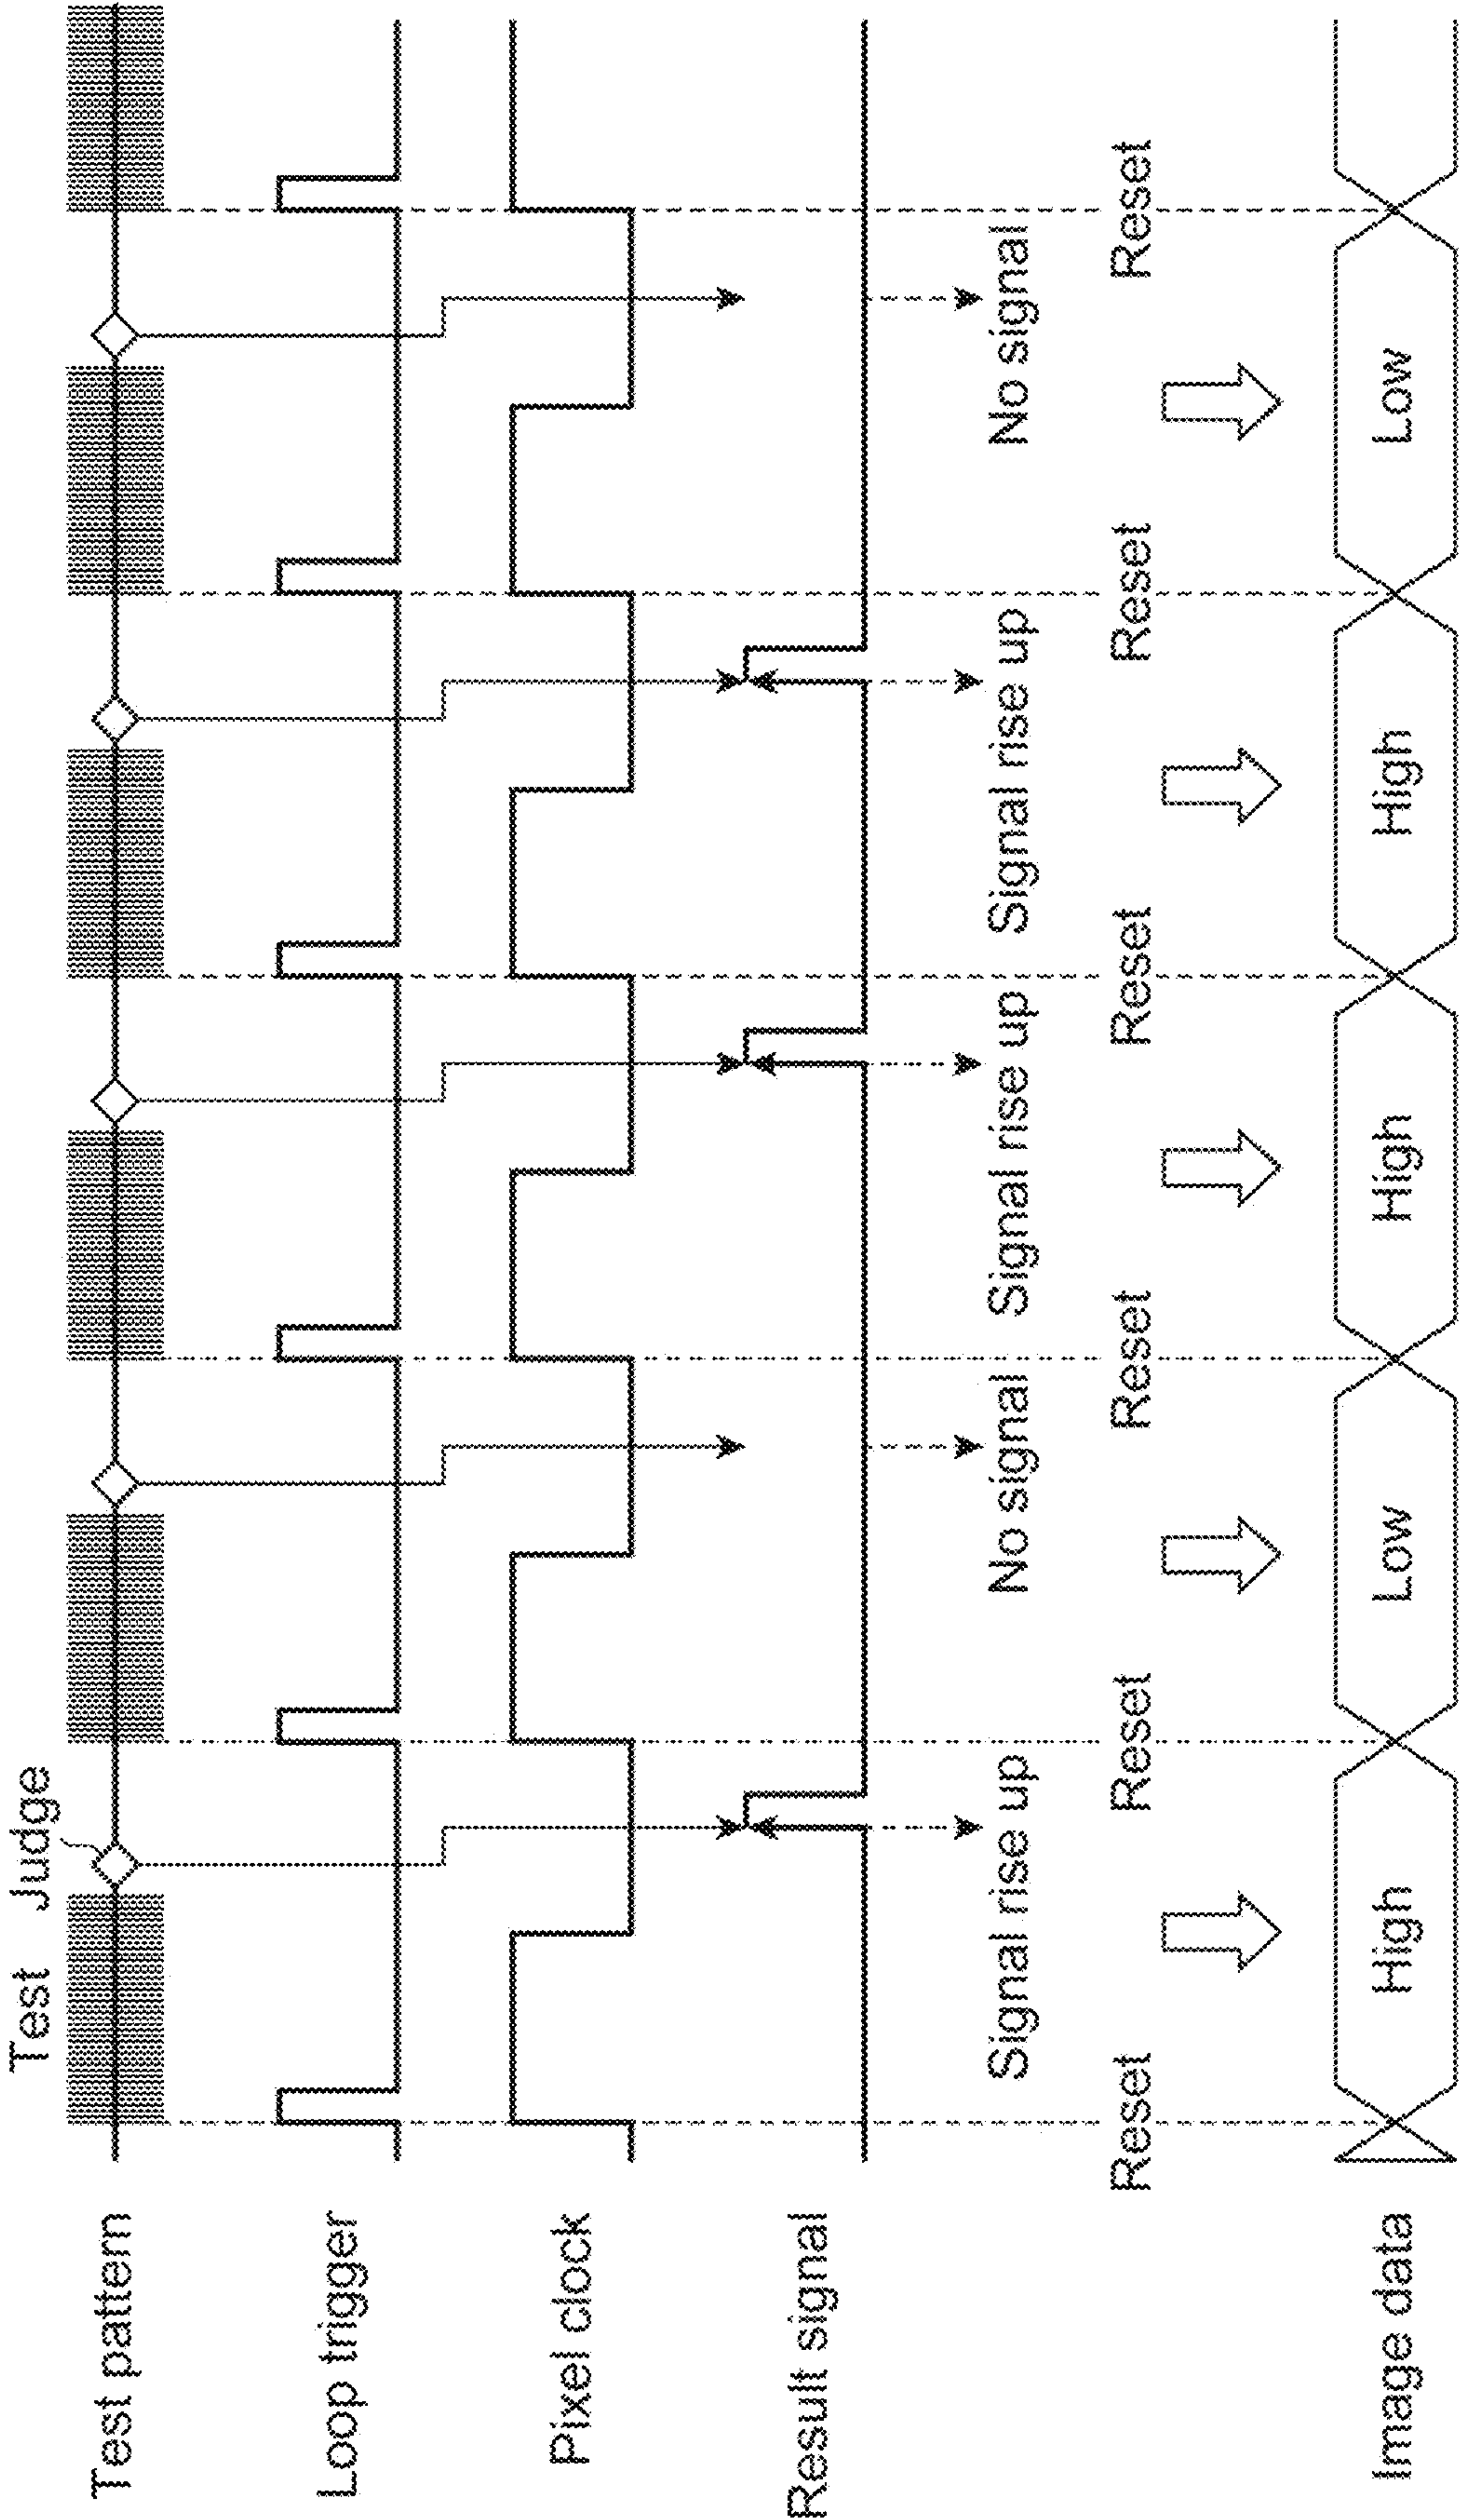 Test Judge
Test pattern
Loop trigger
Pixel clock
Result signal
Signal rise up No signal Signal rise up Signal rise up No signal
Reset Reset Reset Reset Reset Reset
Image data High Low High High Low